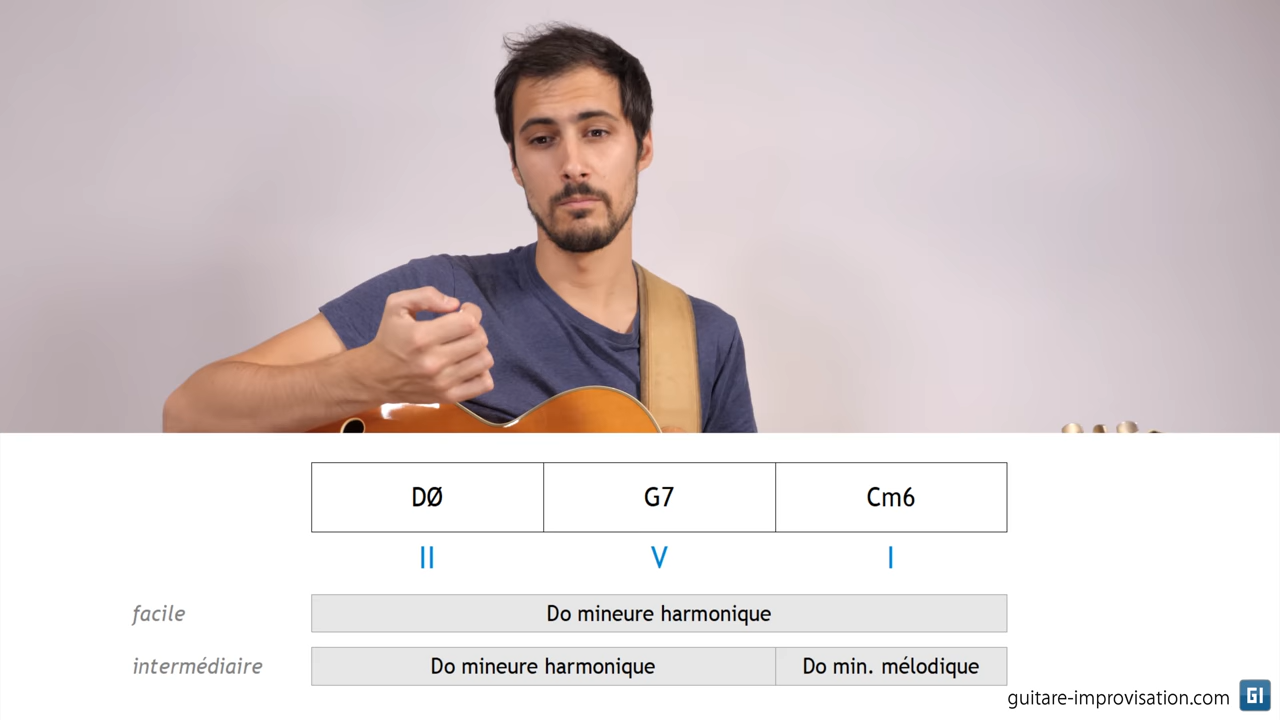 DØ G7 Cm6
II V I
facile Do mineure harmonique
intermédiaire Do mineure harmonique Do min. mélodique
guitare-improvisation.com GI